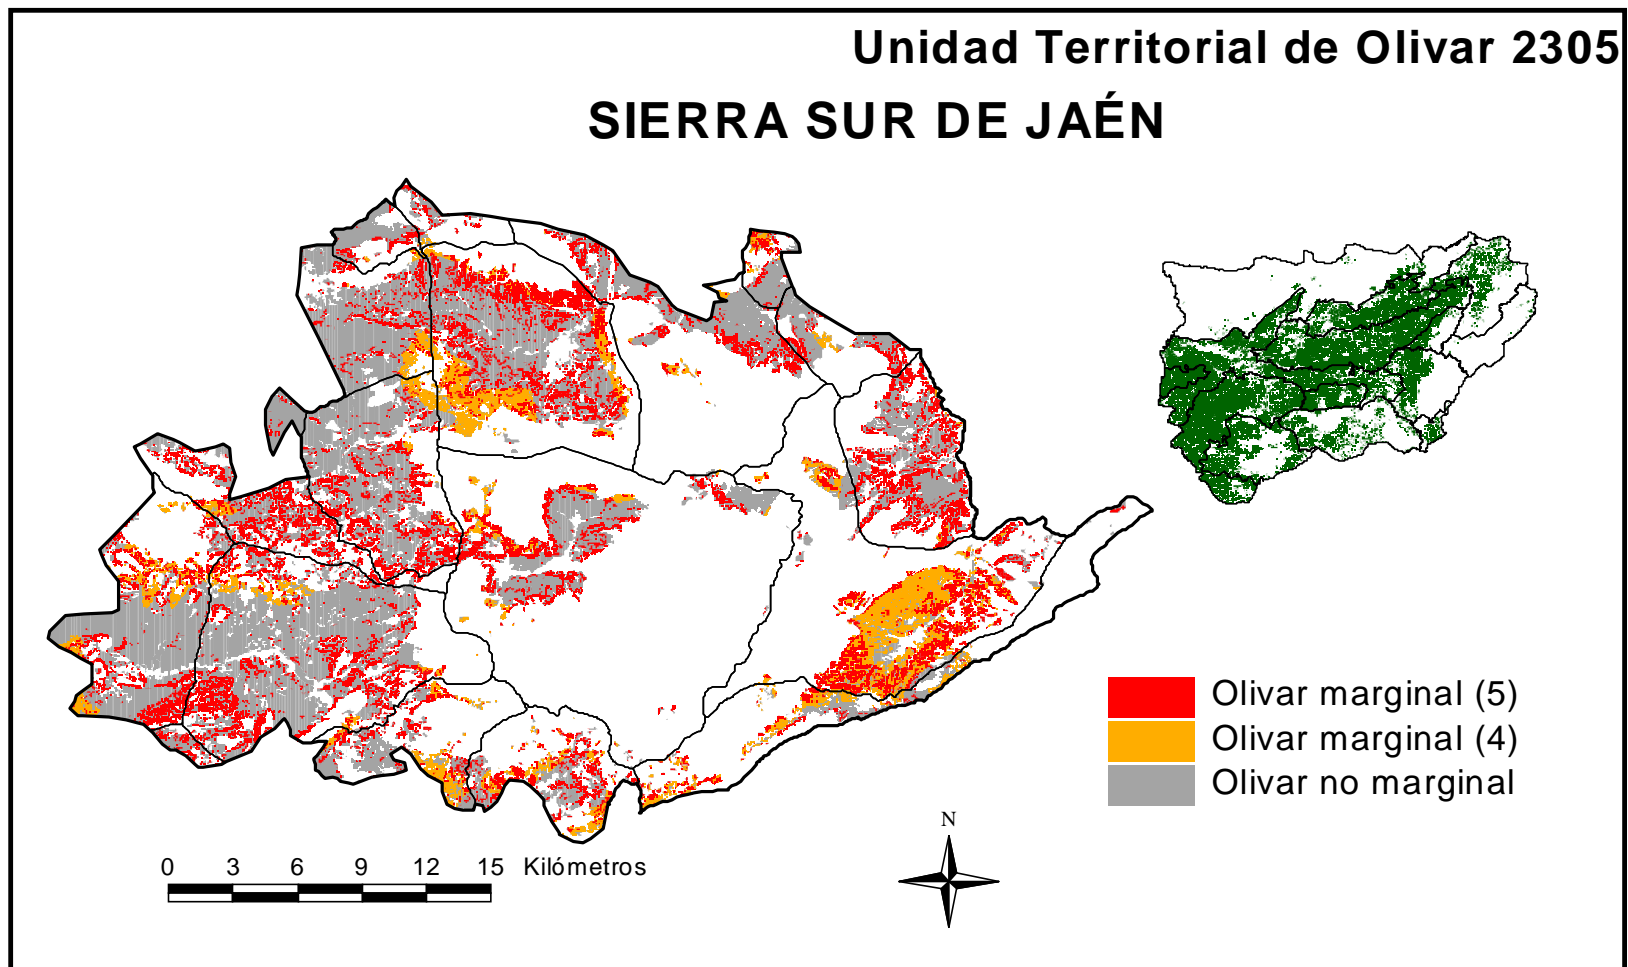 Unidad Territorial de Olivar 2305
SIERRA SUR DE JAÉN
Olivar marginal (5)
Olivar marginal (4)
Olivar no marginal
N
0 3 6 9 12 15 Kilómetros